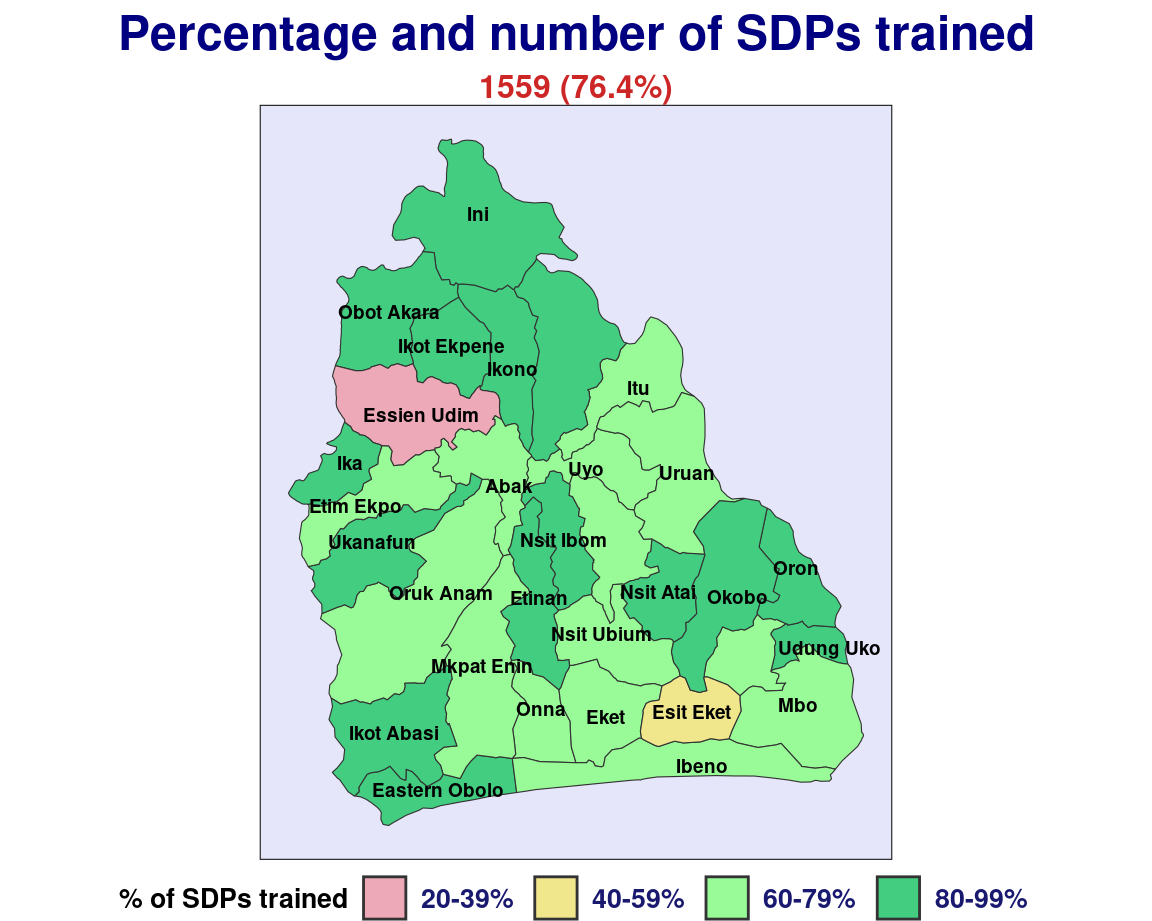 Percentage and number of SDPs trained
1559 (76.4%)
Ini
Obot Akara
Ikot Ekpene
Ikono
Itu
Essien Udim
Ika
Uyo
Uruan
Abak
Etim Ekpo
Ukanafun
Nsit Ibom
Oron
Oruk Anam
Etinan
Nsit Atai
Okobo
Nsit Ubium
Udung Uko
Mkpat Enin
Onna
Eket
Esit Eket
Mbo
Ikot Abasi
Ibeno
Eastern Obolo
% of SDPs trained 20-39% 40-59% 60-79% 80-99%